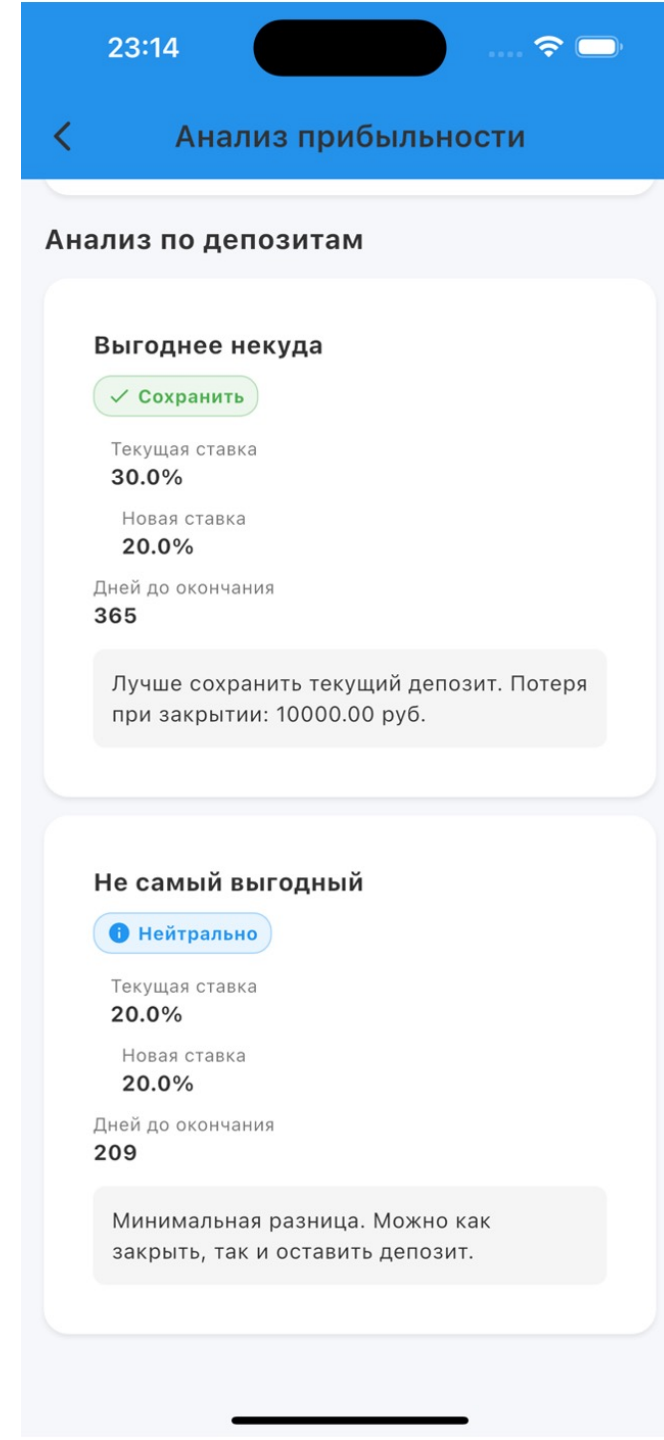 23:14
Анализ прибыльности
Анализ по депозитам
Выгоднее некуда
Сохранить
Текущая ставка
30.0%
Новая ставка
20.0%
Дней до окончания
365
Лучше сохранить текущий депозит. Потеря
при закрытии: 10000.00 руб.
Не самый выгодный
Нейтрально
Текущая ставка
20.0%
Новая ставка
20.0%
Дней до окончания
209
Минимальная разница. Можно как
закрыть, так и оставить депозит.